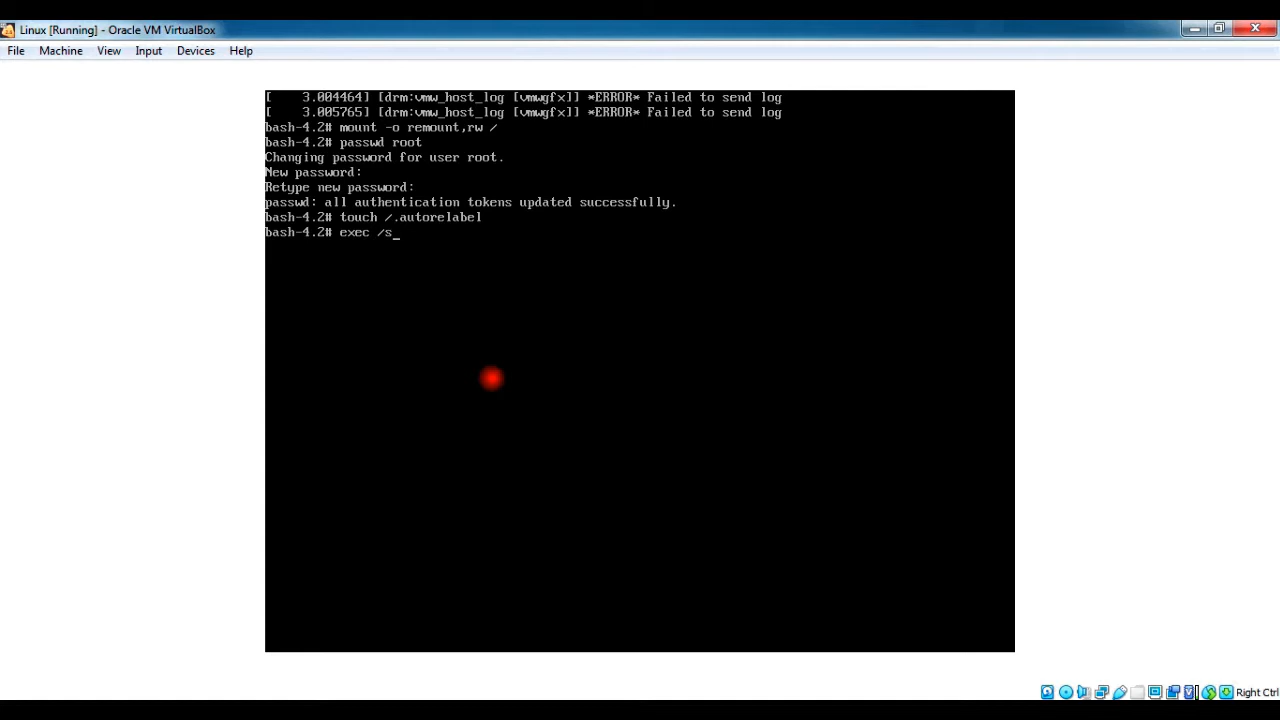 Linux [Running] - Oracle VM VirtualBox
File Machine View Input Devices Help
[    3.004464] [drm:vmw_host_log [vmwgfx]] *ERROR* Failed to send log
[    3.005765] [drm:vmw_host_log [vmwgfx]] *ERROR* Failed to send log
bash-4.2# mount -o remount,rw /
bash-4.2# passwd root
Changing password for user root.
New password:
Retype new password:
passwd: all authentication tokens updated successfully.
bash-4.2# touch /.autorelabel
bash-4.2# exec /s_
Right Ctrl